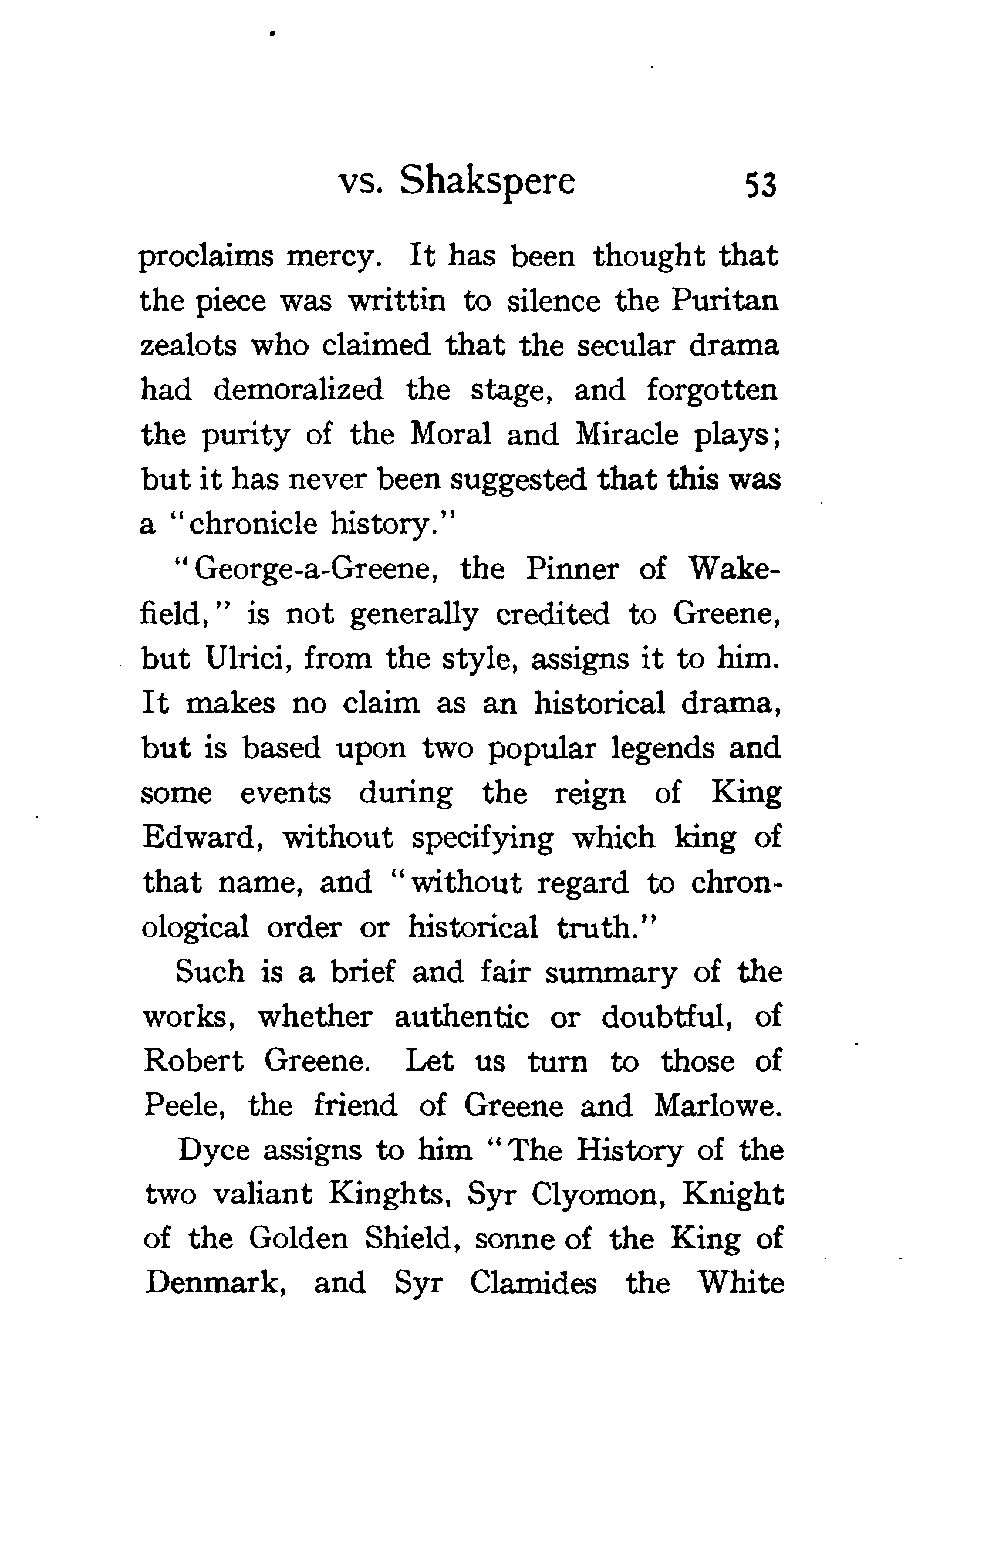 vs. Shakspere 53
proclaims mercy. It has been thought that
the piece was writtin to silence the Puritan
zealots who claimed that the secular drama
had demoralized the stage, and forgotten
the purity of the Moral and Miracle plays;
but it has never been suggested that this was
a "chronicle history."
"George-a-Greene, the Pinner of Wake-
field," is not generally credited to Greene,
but Ulrici, from the style, assigns it to him.
It makes no claim as an historical drama,
but is based upon two popular legends and
some events during the reign of King
Edward, without specifying which king of
that name, and "without regard to chron-
ological order or historical truth."
Such is a brief and fair summary of the
works, whether authentic or doubtful, of
Robert Greene. Let us turn to those of
Peele, the friend of Greene and Marlowe.
Dyce assigns to him "The History of the
two valiant Kinghts, Syr Clyomon, Knight
of the Golden Shield, sonne of the King of
Denmark, and Syr Clamides the White